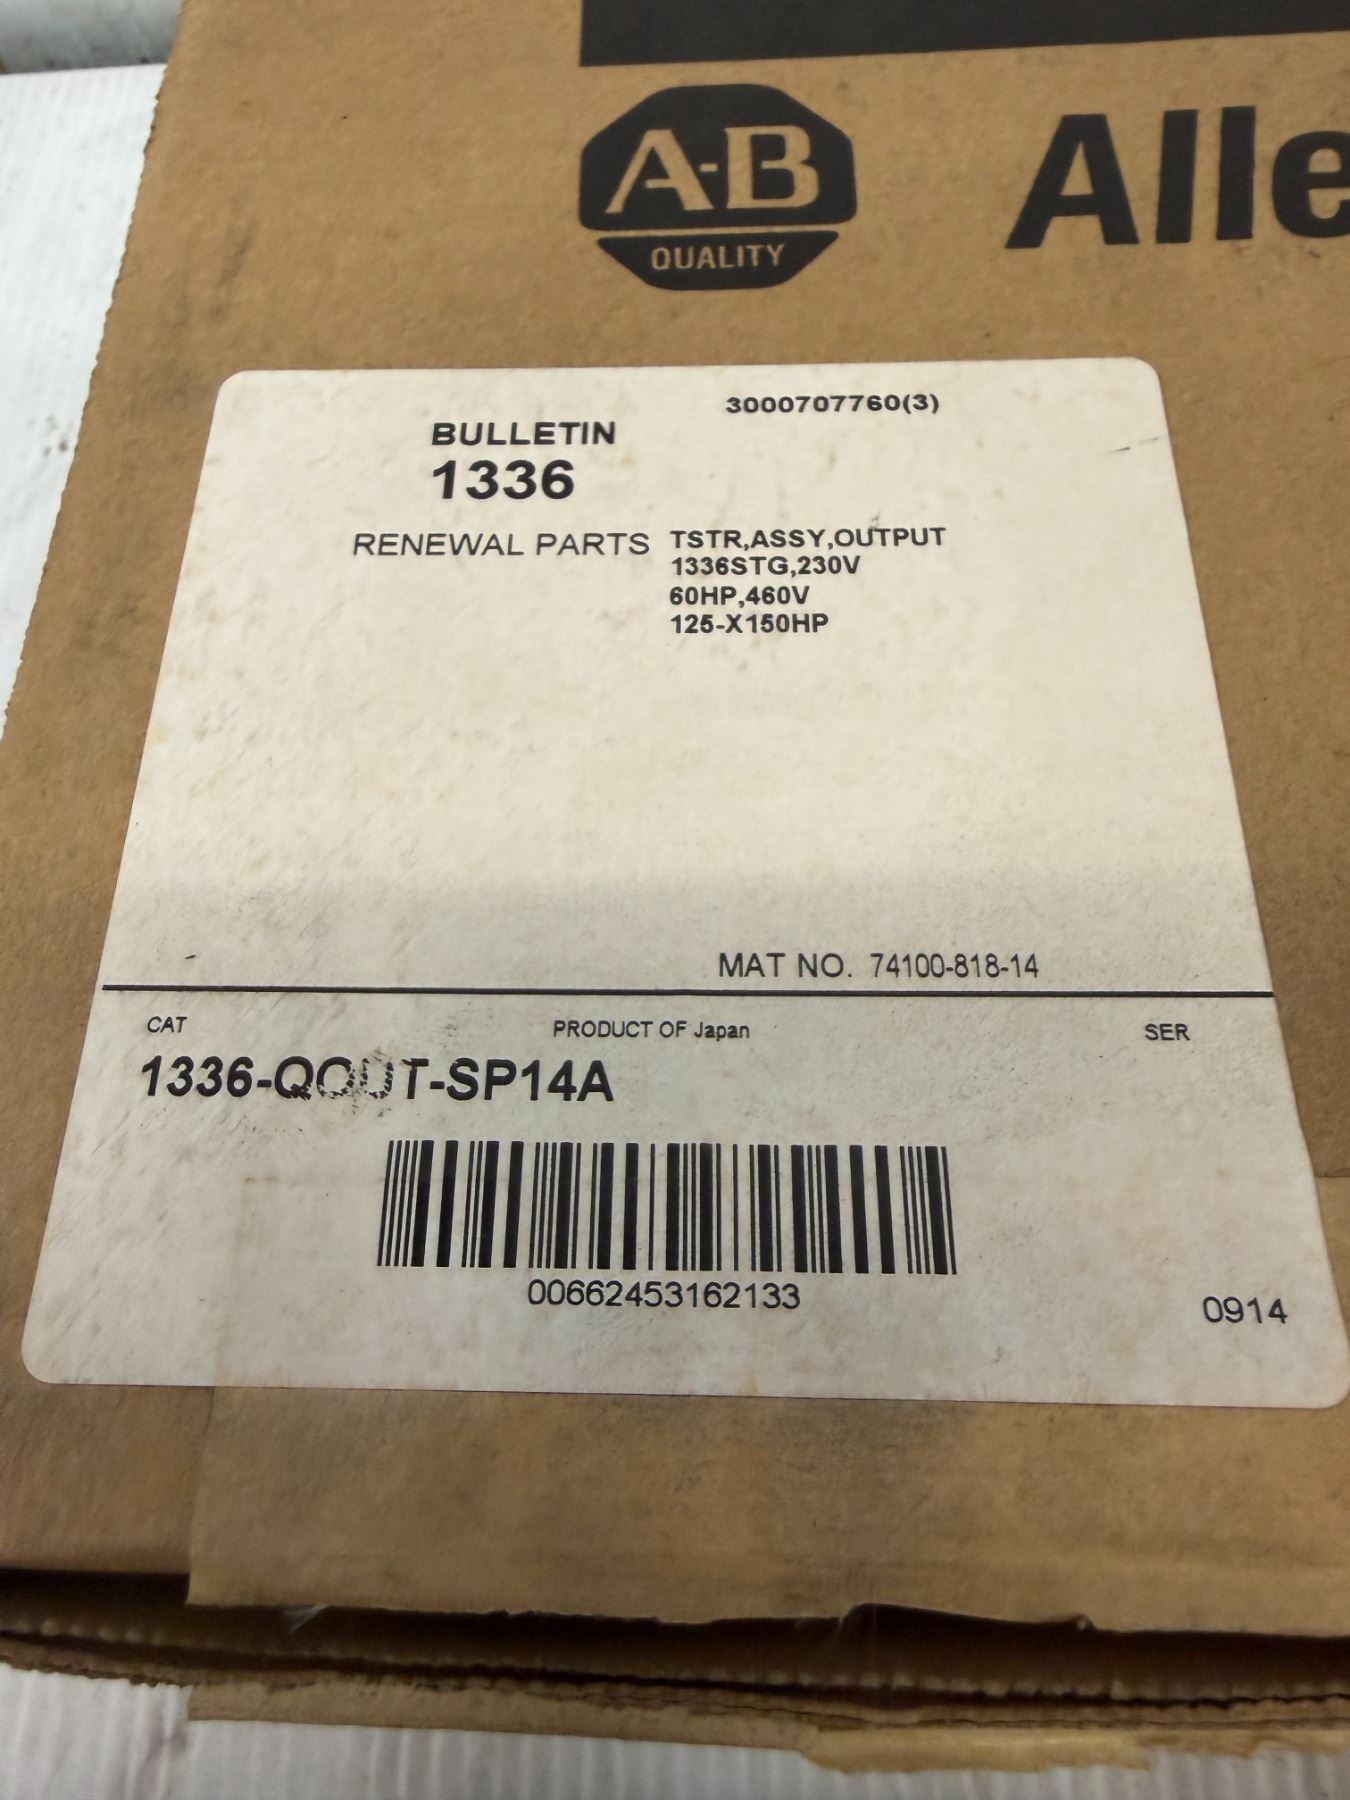 A-B
QUALITY
Alle
3000707760(3)
BULLETIN
1336
RENEWAL PARTS TSTR,ASSY,OUTPUT
1336STG,230V
60HP,460V
125-X150HP
MAT NO. 74100-818-14
CAT PRODUCT OF Japan SER
1336-QOUT-SP14A
00662453162133
0914